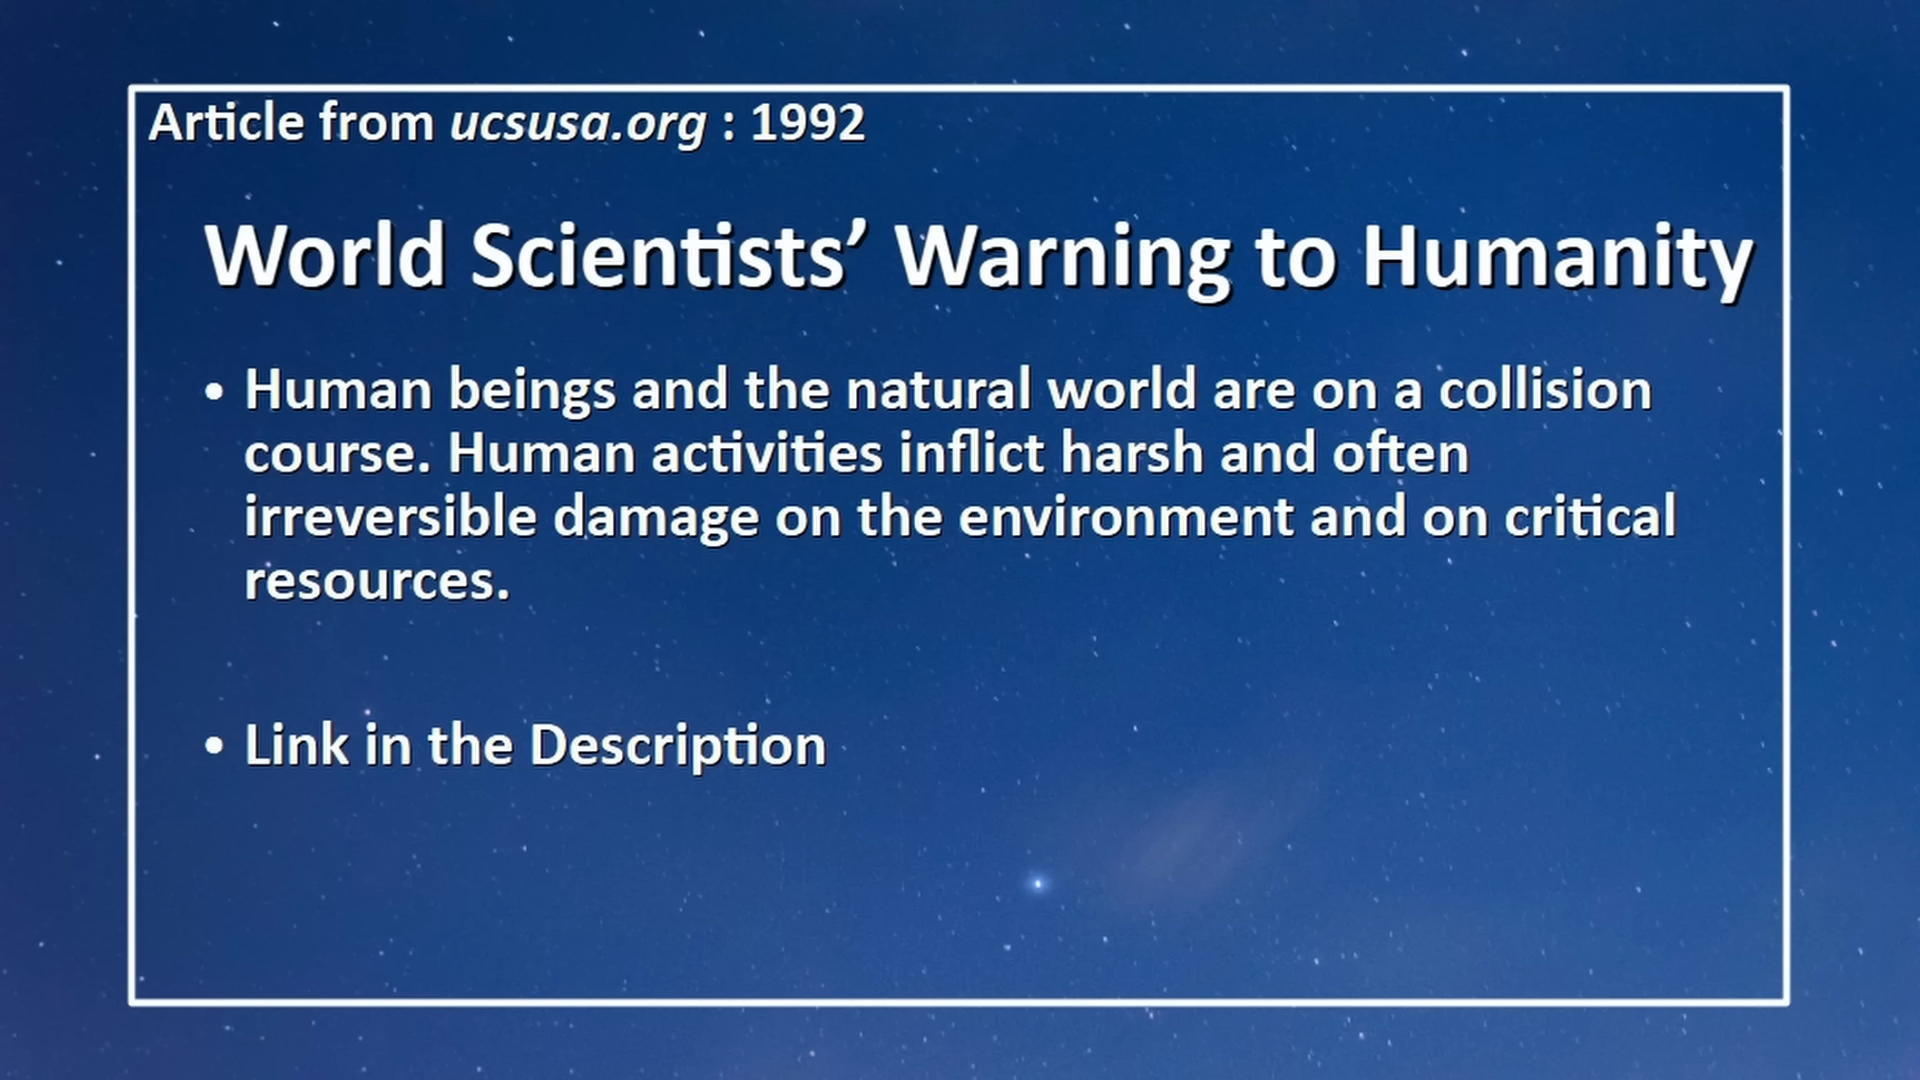 Article from ucsusa.org : 1992
World Scientists’ Warning to Humanity
• Human beings and the natural world are on a collision
course. Human activities inflict harsh and often
irreversible damage on the environment and on critical
resources.
• Link in the Description